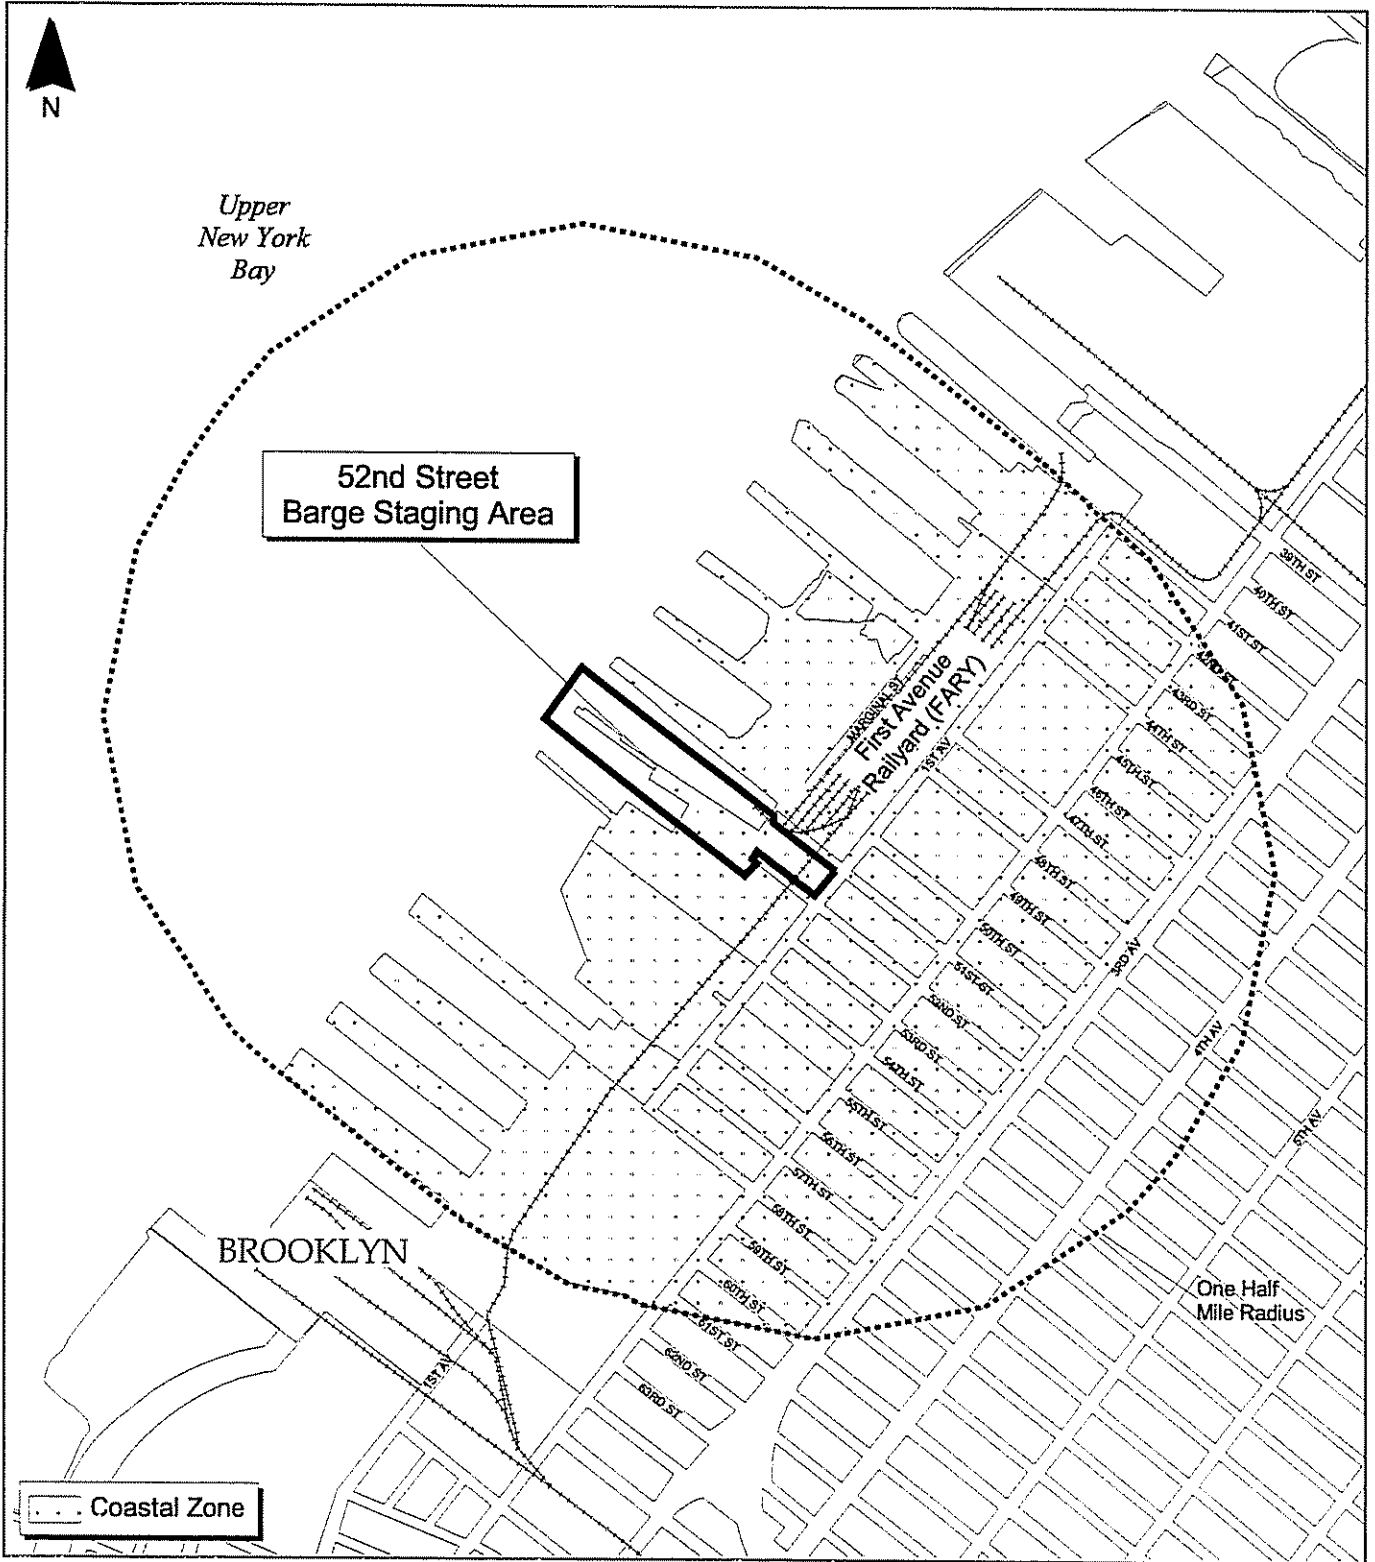 N
Upper
New York
Bay
52nd Street
Barge Staging Area
39TH ST
40TH ST
41ST ST
42ND ST
43RD ST
44TH ST
45TH ST
46TH ST
47TH ST
48TH ST
49TH ST
50TH ST
51ST ST
52ND ST
53RD ST
54TH ST
55TH ST
56TH ST
57TH ST
58TH ST
59TH ST
60TH ST
61ST ST
62ND ST
63RD ST
MARGINAL ST
First Avenue
Railyard (FARY)
1ST AV
3RD AV
4TH AV
5TH AV
BROOKLYN
1ST AV
One Half
Mile Radius
Coastal Zone